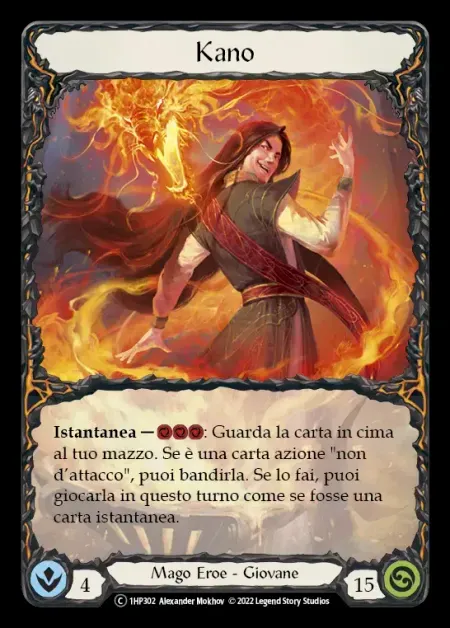 Kano
Istantanea — : Guarda la carta in cima
al tuo mazzo. Se è una carta azione "non
d'attacco", puoi bandirla. Se lo fai, puoi
giocarla in questo turno come se fosse una
carta istantanea.
4
Mago Eroe - Giovane
15
C 1HP302 Alexander Mokhov © 2022 Legend Story Studios